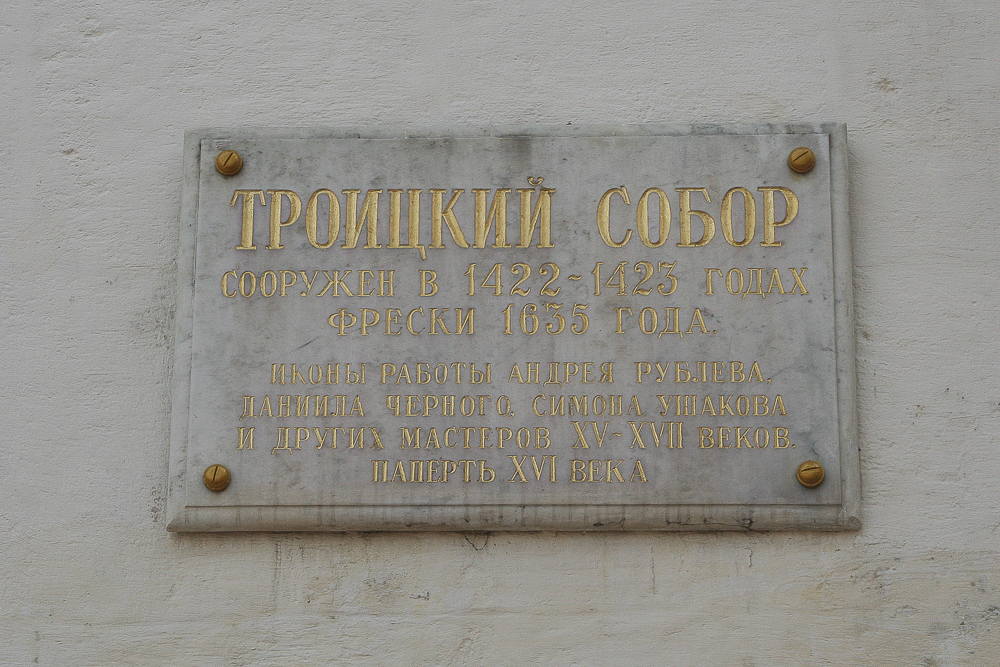 ТРОИЦКИЙ СОБОР
СООРУЖЕН В 1422-1423 ГОДАХ
ФРЕСКИ 1635 ГОДА.
ИКОНЫ РАБОТЫ АНДРЕЯ РУБЛЕВА,
ДАНИИЛА ЧЕРНОГО, СИМОНА УШАКОВА
И ДРУГИХ МАСТЕРОВ XV-XVII ВЕКОВ.
ПАПЕРТЬ XVI ВЕКА